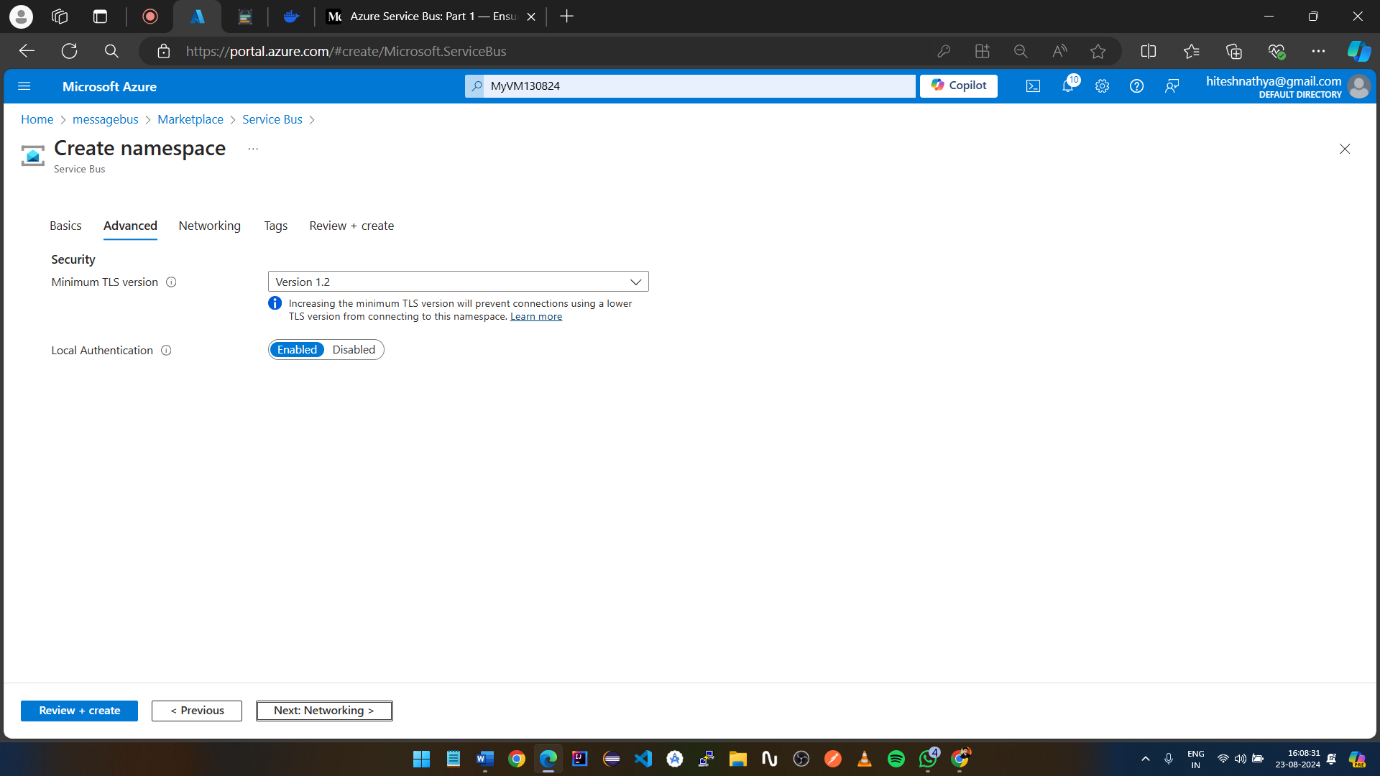 Azure Service Bus: Part 1 — Ensu
https://portal.azure.com/#create/Microsoft.ServiceBus
Microsoft Azure
MyVM130824
Copilot
10
hiteshnathya@gmail.com
DEFAULT DIRECTORY
Home > messagebus > Marketplace > Service Bus >
Create namespace ...
Service Bus
Basics Advanced Networking Tags Review + create
Security
Minimum TLS version
Version 1.2
Increasing the minimum TLS version will prevent connections using a lower
TLS version from connecting to this namespace. Learn more
Local Authentication
Enabled Disabled
Review + create < Previous Next: Networking >
4
ENG
IN
16:08:31
23-08-2024